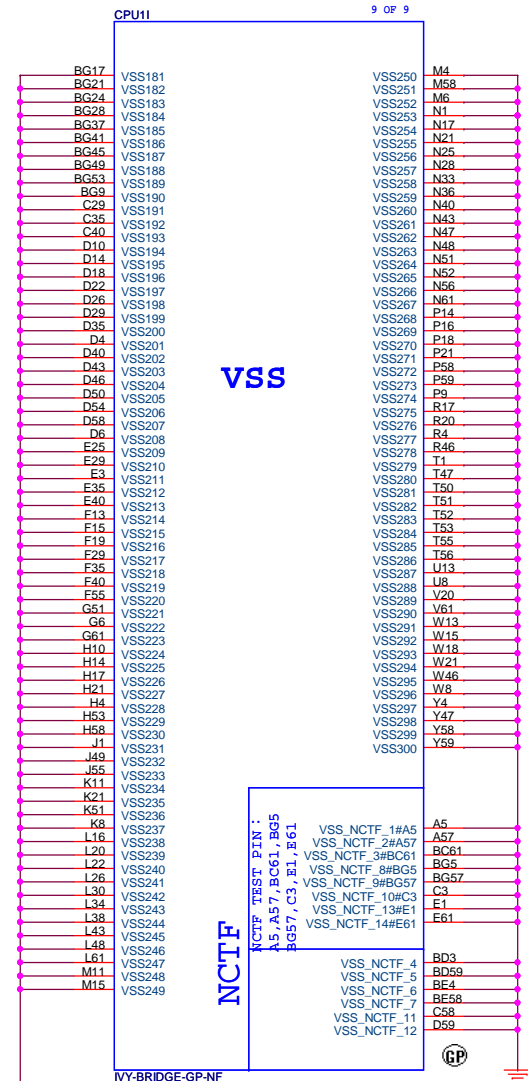 CPU1I
9 OF 9
BG17 VSS181
BG21 VSS182
BG24 VSS183
BG28 VSS184
BG37 VSS185
BG41 VSS186
BG45 VSS187
BG49 VSS188
BG53 VSS189
BG9 VSS190
C29 VSS191
C35 VSS192
C40 VSS193
D10 VSS194
D14 VSS195
D18 VSS196
D22 VSS197
D26 VSS198
D29 VSS199
D35 VSS200
D4 VSS201
D40 VSS202
D43 VSS203
D46 VSS204
D50 VSS205
D54 VSS206
D58 VSS207
D6 VSS208
E25 VSS209
E29 VSS210
E3 VSS211
E35 VSS212
E40 VSS213
F13 VSS214
F15 VSS215
F19 VSS216
F29 VSS217
F35 VSS218
F40 VSS219
F55 VSS220
G51 VSS221
G6 VSS222
G61 VSS223
H10 VSS224
H14 VSS225
H17 VSS226
H21 VSS227
H4 VSS228
H53 VSS229
H58 VSS230
J1 VSS231
J49 VSS232
J55 VSS233
K11 VSS234
K21 VSS235
K51 VSS236
K8 VSS237
L16 VSS238
L20 VSS239
L22 VSS240
L26 VSS241
L30 VSS242
L34 VSS243
L38 VSS244
L43 VSS245
L48 VSS246
L61 VSS247
M11 VSS248
M15 VSS249
VSS
VSS250 M4
VSS251 M58
VSS252 M6
VSS253 N1
VSS254 N17
VSS255 N21
VSS256 N25
VSS257 N28
VSS258 N33
VSS259 N36
VSS260 N40
VSS261 N43
VSS262 N47
VSS263 N48
VSS264 N51
VSS265 N52
VSS266 N56
VSS267 N61
VSS268 P14
VSS269 P16
VSS270 P18
VSS271 P21
VSS272 P58
VSS273 P59
VSS274 P9
VSS275 R17
VSS276 R20
VSS277 R4
VSS278 R46
VSS279 T1
VSS280 T47
VSS281 T50
VSS282 T51
VSS283 T52
VSS284 T53
VSS285 T55
VSS286 T56
VSS287 U13
VSS288 U8
VSS289 V20
VSS290 V61
VSS291 W13
VSS292 W15
VSS293 W18
VSS294 W21
VSS295 W46
VSS296 W8
VSS297 Y4
VSS298 Y47
VSS299 Y58
VSS300 Y59
NCTF
NCTF TEST PIN:
A5,A57,BC61,BG5
BG57,C3,E1,E61
VSS_NCTF_1#A5 A5
VSS_NCTF_2#A57 A57
VSS_NCTF_3#BC61 BC61
VSS_NCTF_8#BG5 BG5
VSS_NCTF_9#BG57 BG57
VSS_NCTF_10#C3 C3
VSS_NCTF_13#E1 E1
VSS_NCTF_14#E61 E61
VSS_NCTF_4 BD3
VSS_NCTF_5 BD59
VSS_NCTF_6 BE4
VSS_NCTF_7 BE58
VSS_NCTF_11 C58
VSS_NCTF_12 D59
GP
IVY-BRIDGE-GP-NF